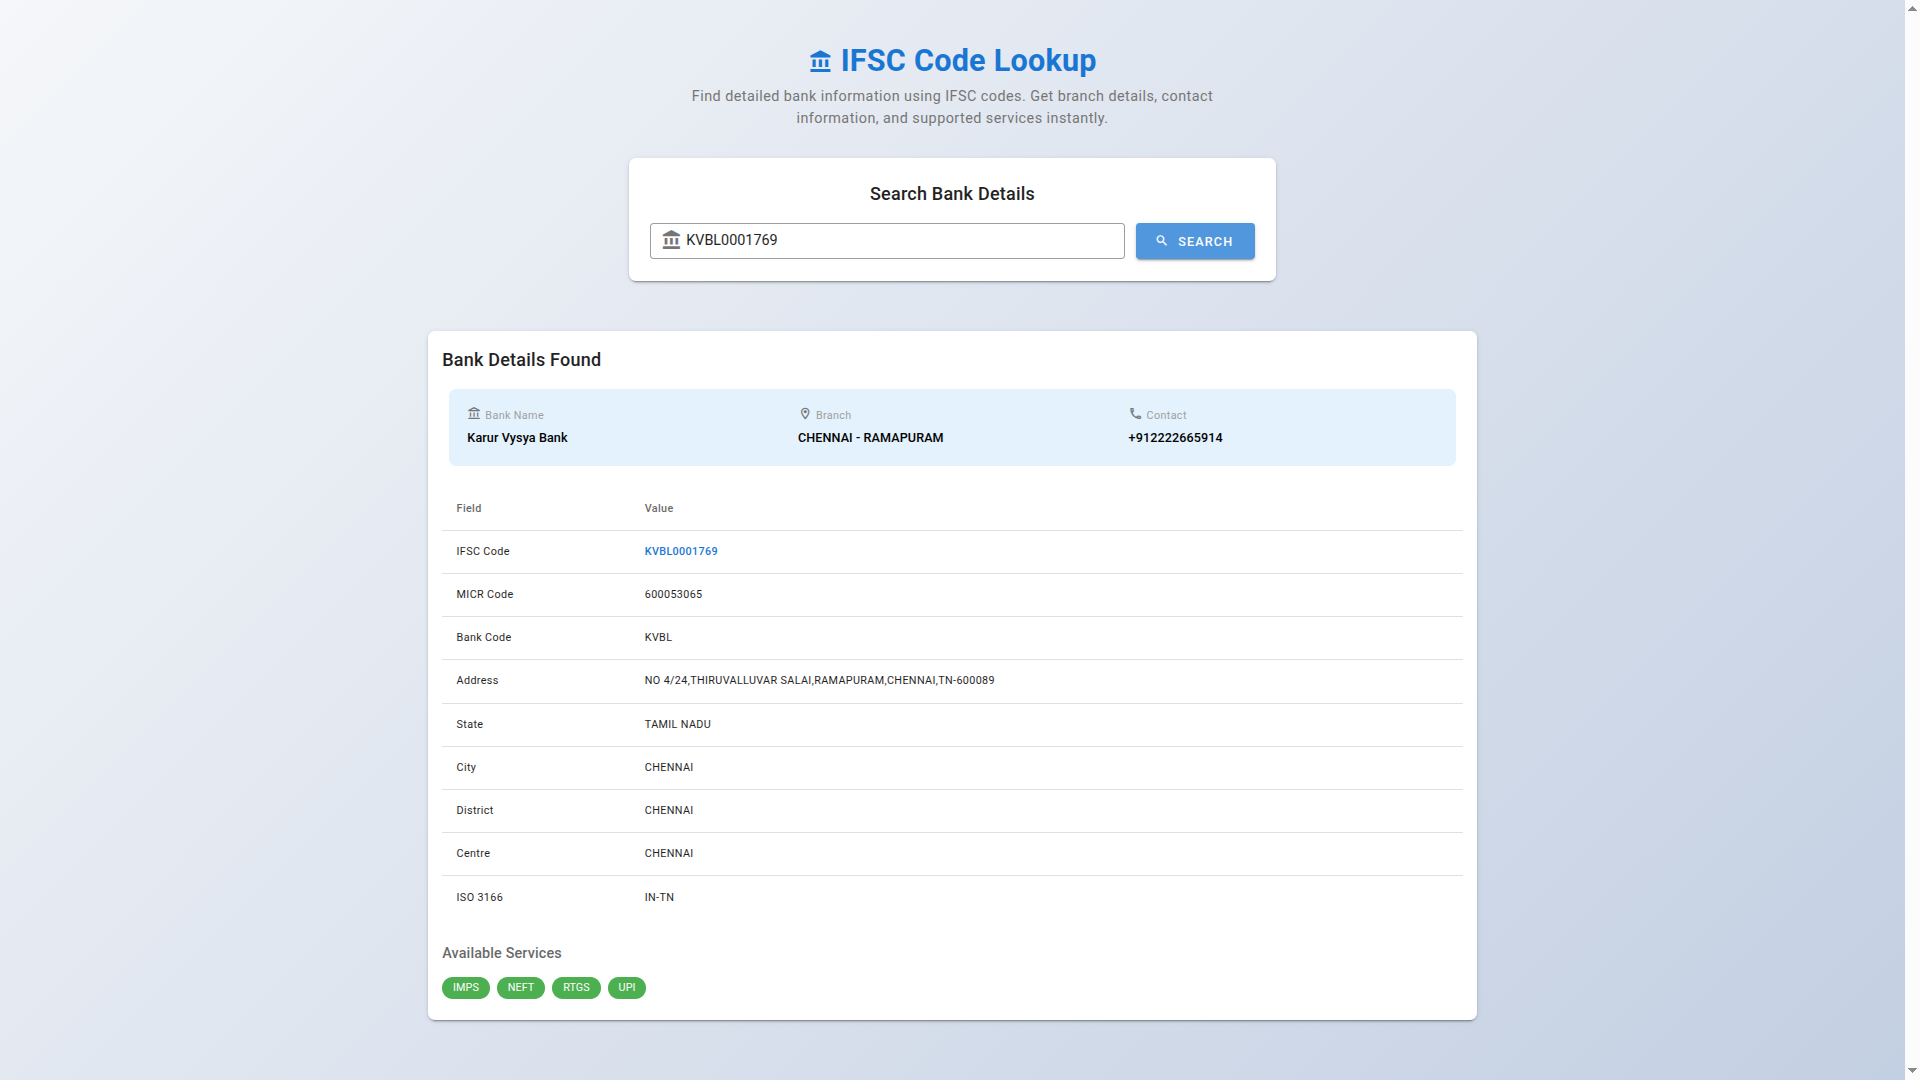 IFSC Code Lookup
Find detailed bank information using IFSC codes. Get branch details, contact
information, and supported services instantly.
Search Bank Details
KVBL0001769
SEARCH
Bank Details Found
Bank Name
Karur Vysya Bank
Branch
CHENNAI - RAMAPURAM
Contact
+912222665914
Field Value
IFSC Code KVBL0001769
MICR Code 600053065
Bank Code KVBL
Address NO 4/24,THIRUVALLUVAR SALAI,RAMAPURAM,CHENNAI,TN-600089
State TAMIL NADU
City CHENNAI
District CHENNAI
Centre CHENNAI
ISO 3166 IN-TN
Available Services
IMPS NEFT RTGS UPI